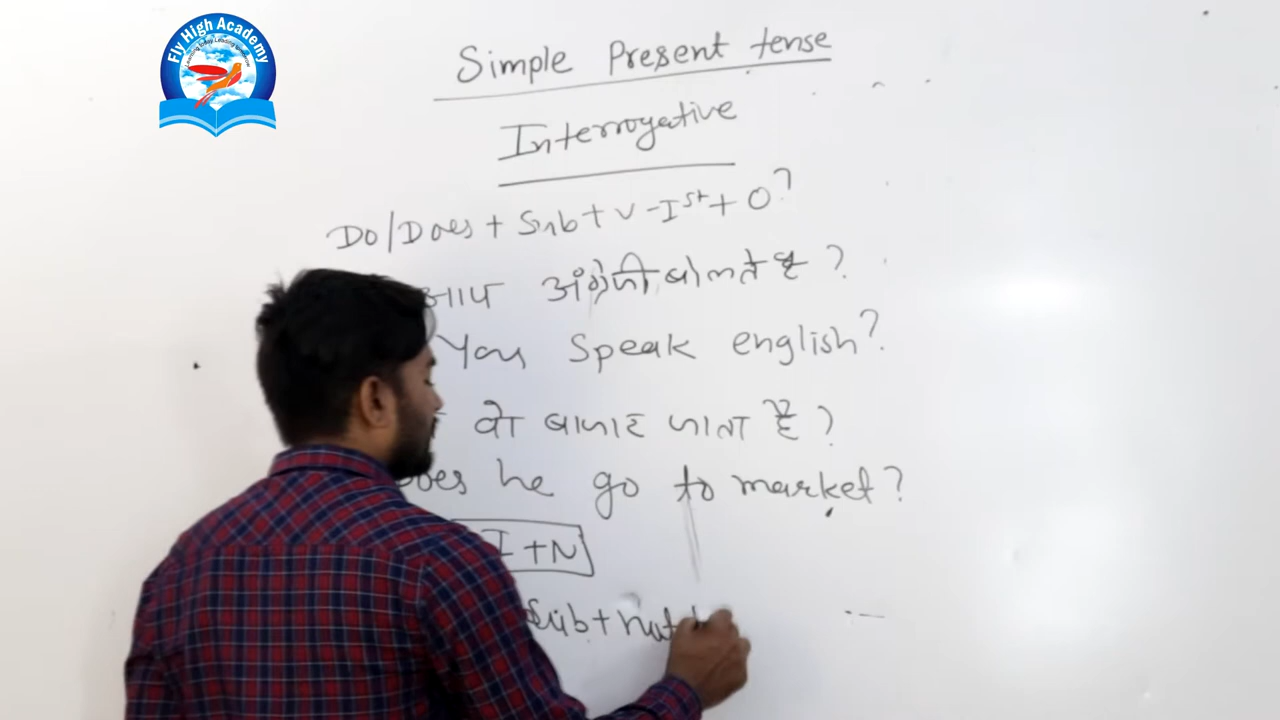 Fly High Academy
Simple Present tense
Interrogative
Do/Does + Sub + V-Ist + O?
आप अंग्रेजी बोलते है ?
You Speak english?
वो बाजार जाता है ?
Does he go to market?
I + N
Sub + not